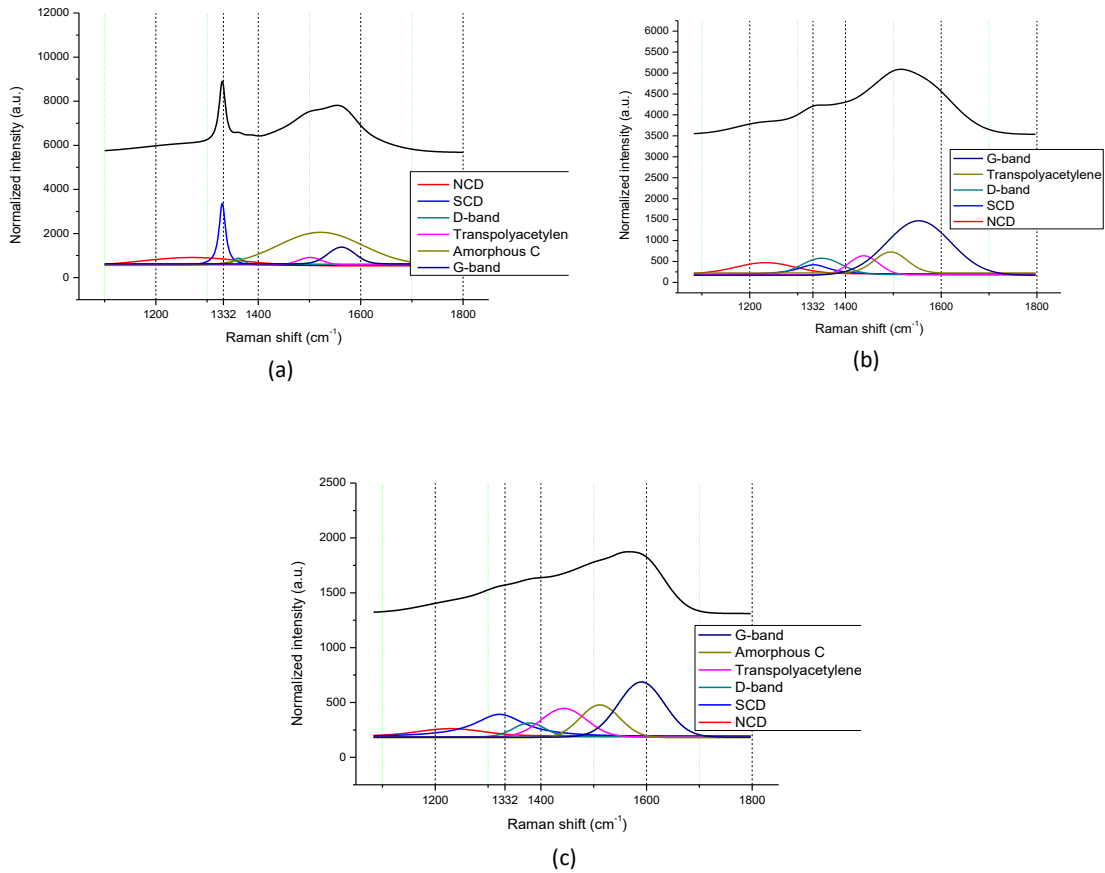 12000
10000
8000
6000
4000
2000
0
Normalized intensity (a.u.)
NCD
SCD
D-band
Transpolyacetylen
Amorphous C
G-band
1200 1332 1400 1600 1800
Raman shift (cm⁻¹)
(a)
6000
5500
5000
4500
4000
3500
3000
2500
2000
1500
1000
500
0
Normalized intensity (a.u.)
G-band
Transpolyacetylene
D-band
SCD
NCD
1200 1332 1400 1600 1800
Raman shift (cm⁻¹)
(b)
2500
2000
1500
1000
500
0
Normalized intensity (a.u.)
G-band
Amorphous C
Transpolyacetylene
D-band
SCD
NCD
1200 1332 1400 1600 1800
Raman shift (cm⁻¹)
(c)